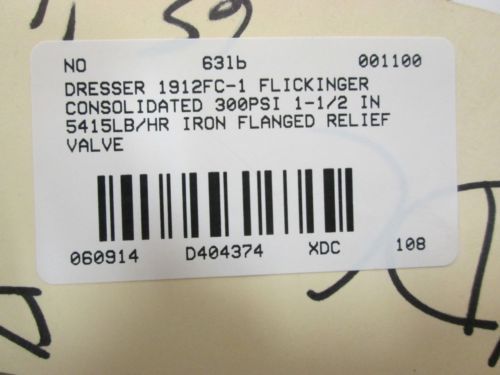 NO 63lb 001100
DRESSER 1912FC-1 FLICKINGER
CONSOLIDATED 300PSI 1-1/2 IN
5415LB/HR IRON FLANGED RELIEF
VALVE
060914 D404374 XDC 108